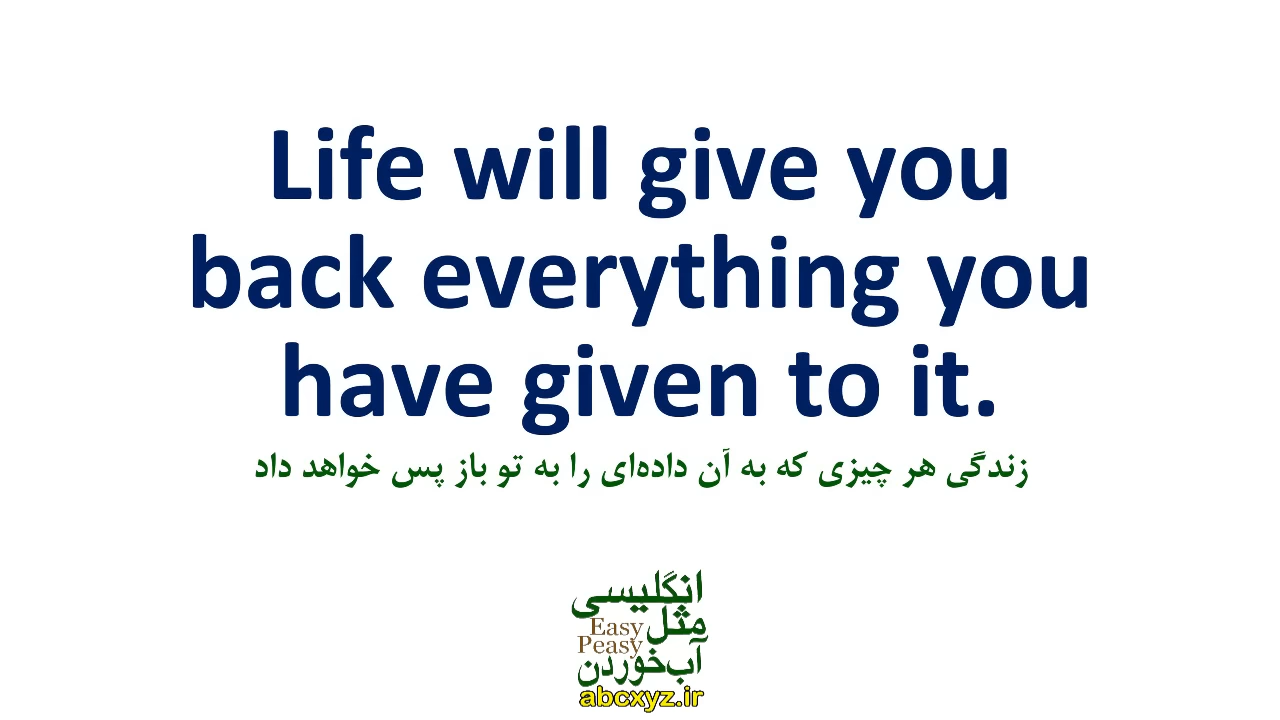 Life will give you
back everything you
have given to it.
زندگی هر چیزی که به آن داده‌ای را به تو باز پس خواهد داد
انگلیسی
مثل
Easy
Peasy
آب‌خوردن
abcxyz.ir